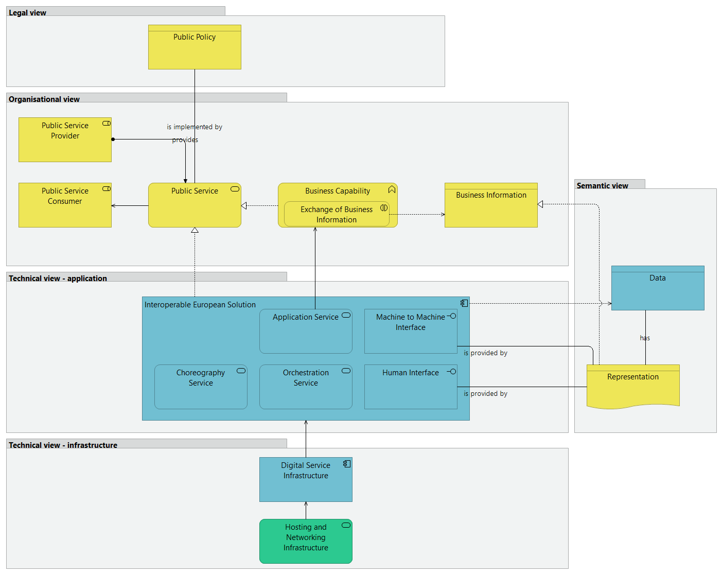 Legal view
Public Policy
Organisational view
is implemented by
provides
Public Service
Provider
Public Service
Consumer
Public Service
Business Capability
Exchange of Business
Information
Business Information
Semantic view
Data
has
Representation
Technical view - application
Interoperable European Solution
Application Service
Machine to Machine
Interface
is provided by
Choreography
Service
Orchestration
Service
Human Interface
is provided by
Technical view - infrastructure
Digital Service
Infrastructure
Hosting and
Networking
Infrastructure